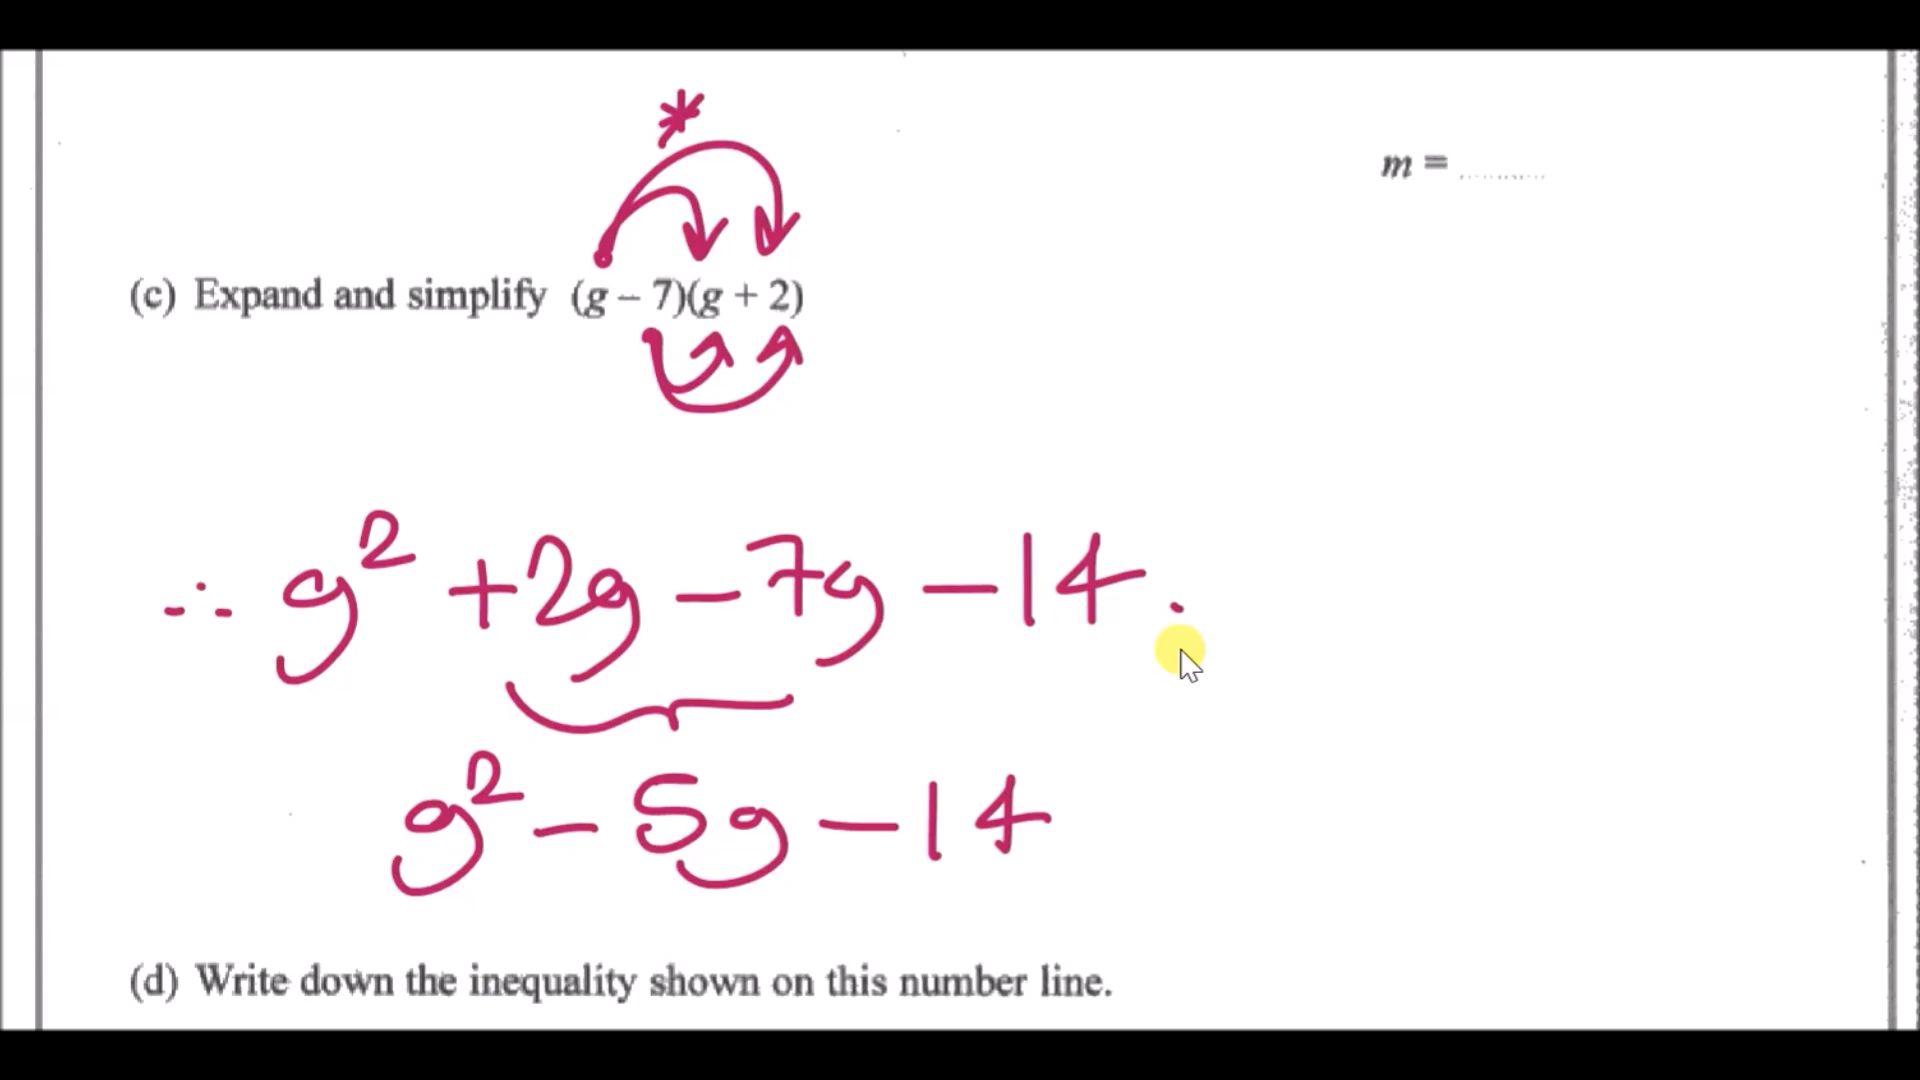 m = ..........
*
(c) Expand and simplify (g – 7)(g + 2)
∴ g² + 2g – 7g – 14.
g² – 5g – 14
(d) Write down the inequality shown on this number line.